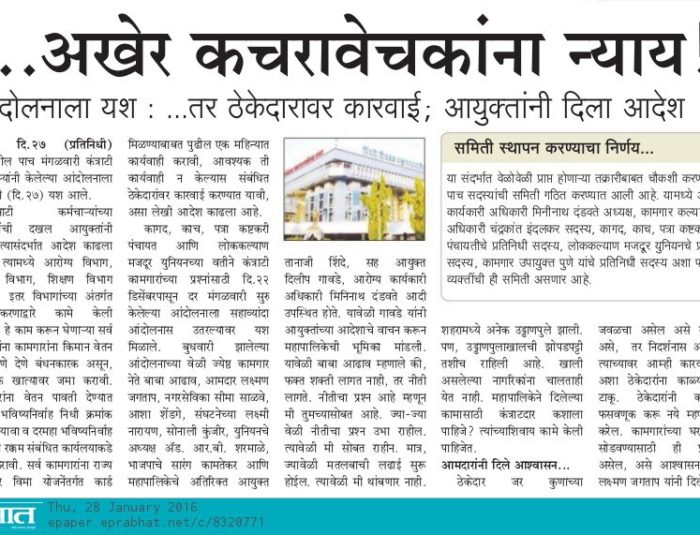 ..अखेर कचरावेचकांना न्याय!
दोलनाला यश : ...तर ठेकेदारावर कारवाई; आयुक्तांनी दिला आदेश
दि.२७ (प्रतिनिधी)
ील पाच मंगळवारी कंत्राटी
ऱ्यांनी केलेल्या आंदोलनाला
ी (दि.२७) यश आले.
ाटी कर्मचाऱ्यांच्या
ंची दखल आयुक्तांनी
त्यासंदर्भात आदेश काढला
त्यामध्ये आरोग्य विभाग,
विभाग, शिक्षण विभाग
इतर विभागांच्या अंतर्गत
करणाद्वारे कामे केली
हे काम करून घेणाऱ्या सर्व
ांना कामगारांना किमान वेतन
णे देणे बंधनकारक असून,
क खात्यावर जमा करावी.
ांना वेतन पावती देण्यात
भविष्यनिर्वाह निधी क्रमांक
यावा व दरमहा भविष्यनिर्वाह
रक्कम संबंधित कार्यालयाकडे
रावी. सर्व कामगारांना राज्य
र विमा योजनेंतर्गत कार्ड
मिळण्याबाबत पुढील एक महिन्यात
कार्यवाही करावी, आवश्यक ती
कार्यवाही न केल्यास संबंधित
ठेकेदारांवर कारवाई करण्यात यावी,
असा लेखी आदेश काढला आहे.
कागद, काच, पत्रा कष्टकरी
पंचायत आणि लोककल्याण
मजदूर युनियनच्या वतीने कंत्राटी
कामगारांच्या प्रश्नांसाठी दि.२२
डिसेंबरपासून दर मंगळवारी सुरु
केलेल्या आंदोलनाला सहाव्यांदा
आंदोलनास उतरल्यावर यश
मिळाले. बुधवारी झालेल्या
आंदोलनाच्या वेळी ज्येष्ठ कामगार
नेते बाबा आढाव, आमदार लक्ष्मण
जगताप, नगरसेविका सीमा साळवे,
आशा शेंडगे, संघटनेच्या लक्ष्मी
नारायण, सोनाली कुंजीर, युनियनचे
अध्यक्ष ॲड. आर.बी. शरमाळे,
भाजपाचे सारंग कामतेकर आणि
महापालिकेचे अतिरिक्त आयुक्त
तानाजी शिंदे, सह आयुक्त
दिलीप गावडे, आरोग्य कार्यकारी
अधिकारी मिनिनाथ दंडवते आदी
उपस्थित होते. यावेळी गावडे यांनी
आयुक्तांच्या आदेशाचे वाचन करून
महापालिकेची भूमिका मांडली.
यावेळी बाबा आढाव म्हणाले की,
फक्त शक्ती लागत नाही, तर नीती
लागते. नीतीचा प्रश्न आहे म्हणून
मी तुमच्यासोबत आहे. ज्या-ज्या
वेळी नीतीचा प्रश्न उभा राहील.
त्यावेळी मी सोबत राहीन. मात्र,
ज्यावेळी मतलबाची लढाई सुरू
होईल. त्यावेळी मी थांबणार नाही.
समिती स्थापन करण्याचा निर्णय...
या संदर्भात वेळोवेळी प्राप्त होणाऱ्या तक्रारीबाबत चौकशी करण
पाच सदस्यांची समिती गठित करण्यात आली आहे. यामध्ये अ
कार्यकारी अधिकारी मिनीनाथ दंडवते अध्यक्ष, कामगार कल्य
अधिकारी चंद्रकांत इंदलकर सदस्य, कागद, काच, पत्रा कष्ट
पंचायतीचे प्रतिनिधी सदस्य, लोककल्याण मजदूर युनियनचे प्र
सदस्य, कामगार उपायुक्त पुणे यांचे प्रतिनिधी सदस्य अशा प
व्यक्तींची ही समिती असणार आहे.
शहरामध्ये अनेक उड्डाणपुले झाली.
पण, उड्डाणपुलाखालची झोपडपट्टी
तशीच राहिली आहे. खाली
असलेल्या नागरिकांना चालताही
येत नाही. महापालिकेने दिलेल्या
कामासाठी कंत्राटदार कशाला
पाहिजे? त्यांच्याशिवाय कामे केली
पाहिजेत.
आमदारांनी दिले आश्वासन...
ठेकेदार जर कुणाच्या
जवळचा असेल असे
असे, तर निदर्शनास आ
त्याच्यावर आम्ही कारव
अशा ठेकेदारांना काळ्य
टाकू. ठेकेदारांनी क
फसवणूक करू नये म्हण
करेल. कामगारांच्या घर
सोडवण्यासाठी ही प्र
असेल, असे आश्वासन
लक्ष्मण जगताप यांनी दिले
ात
Thu, 28 January 2016
epaper.eprabhat.net/c/8320771